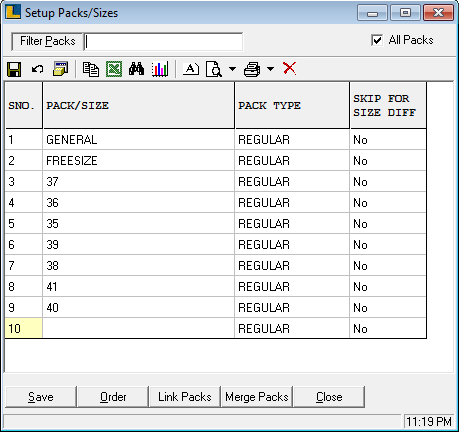 Setup Packs/Sizes
Filter Packs All Packs
SNO. PACK/SIZE PACK TYPE SKIP FOR SIZE DIFF
1 GENERAL REGULAR No
2 FREESIZE REGULAR No
3 37 REGULAR No
4 36 REGULAR No
5 35 REGULAR No
6 39 REGULAR No
7 38 REGULAR No
8 41 REGULAR No
9 40 REGULAR No
10 REGULAR No
Save Order Link Packs Merge Packs Close
11:19 PM